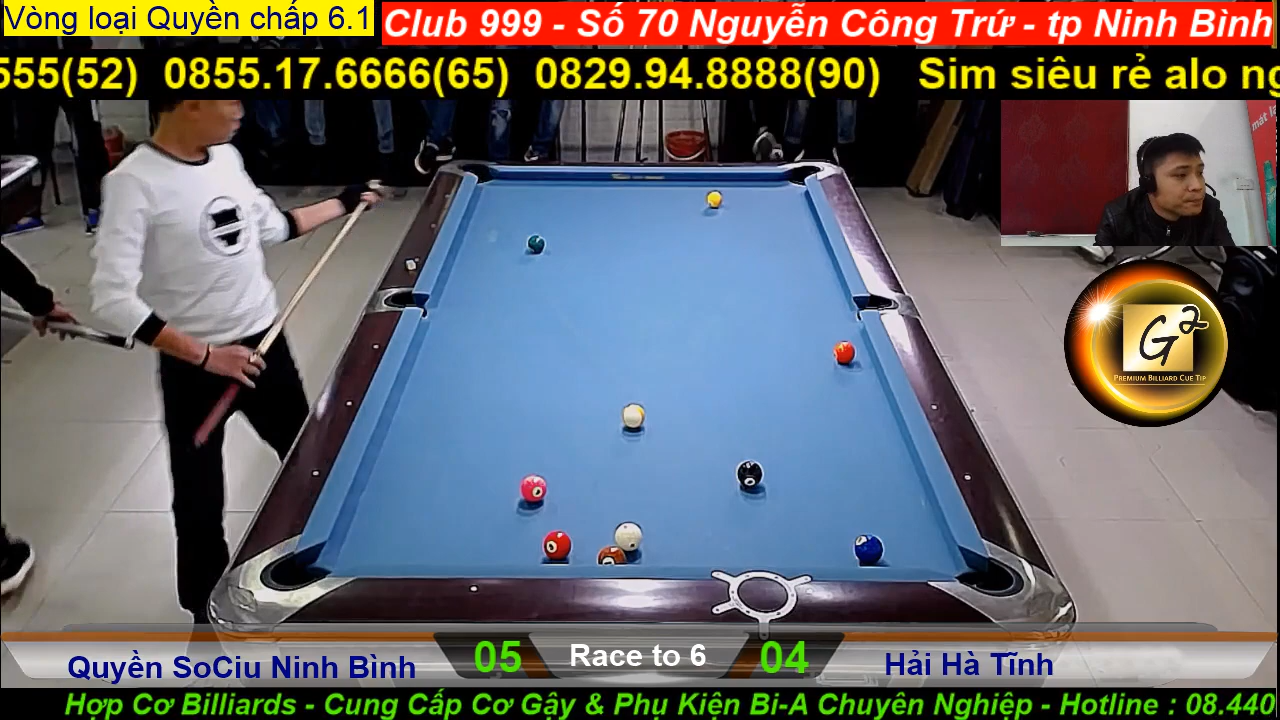 Vòng loại Quyền chấp 6.1
Club 999 - Số 70 Nguyễn Công Trứ - tp Ninh Bình
555(52) 0855.17.6666(65) 0829.94.8888(90) Sim siêu rẻ alo ng
mát lạ
G2
PREMIUM BILLIARD CUE TIP
Quyền SoCiu Ninh Bình 05 Race to 6 04 Hải Hà Tĩnh
Hợp Cơ Billiards - Cung Cấp Cơ Gậy & Phụ Kiện Bi-A Chuyên Nghiệp - Hotline : 08.440